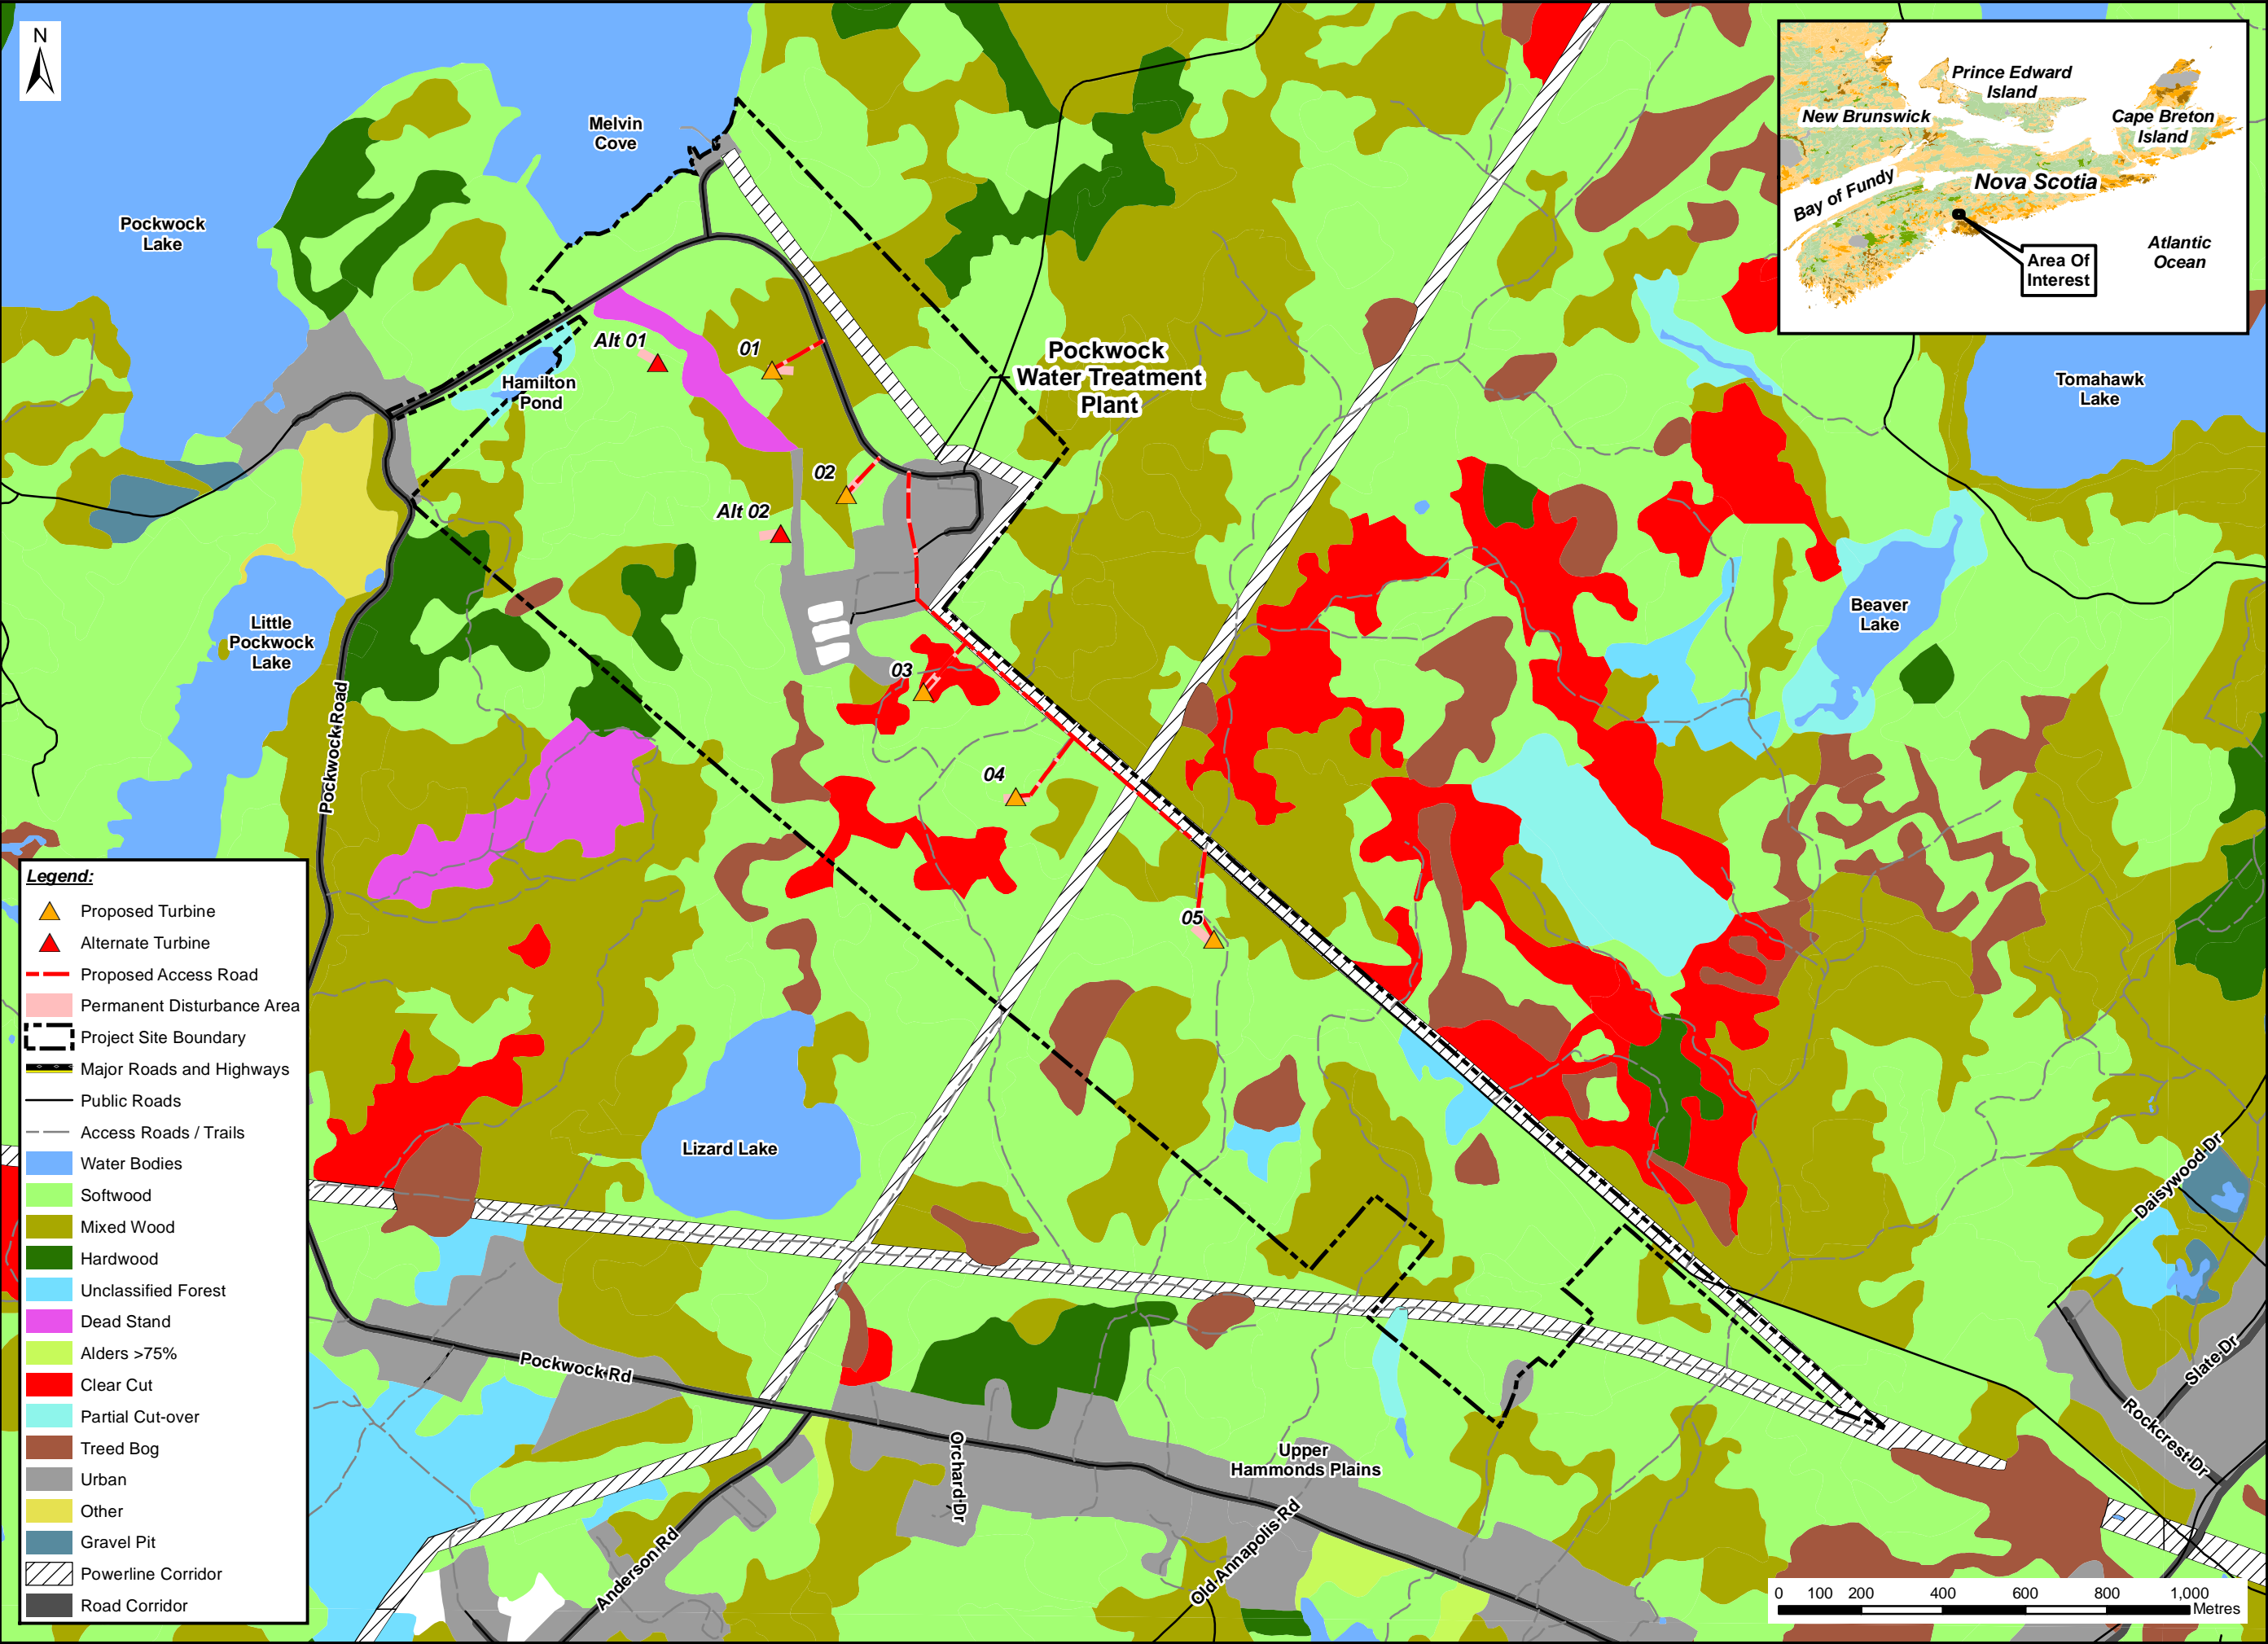 N
Melvin
Cove
Pockwock
Lake
Prince Edward
Island
New Brunswick
Cape Breton
Island
Nova Scotia
Bay of Fundy
Atlantic
Ocean
Area Of
Interest
Alt 01
01
Pockwock
Water Treatment
Plant
Hamilton
Pond
Tomahawk
Lake
02
Alt 02
Beaver
Lake
Little
Pockwock
Lake
03
Pockwock Road
04
05
Lizard Lake
Daisywood Dr
Slate Dr
Rockcrest Dr
Pockwock Rd
Orchard Dr
Upper
Hammonds Plains
Anderson Rd
Old Annapolis Rd
Legend:
Proposed Turbine
Alternate Turbine
Proposed Access Road
Permanent Disturbance Area
Project Site Boundary
Major Roads and Highways
Public Roads
Access Roads / Trails
Water Bodies
Softwood
Mixed Wood
Hardwood
Unclassified Forest
Dead Stand
Alders >75%
Clear Cut
Partial Cut-over
Treed Bog
Urban
Other
Gravel Pit
Powerline Corridor
Road Corridor
0 100 200 400 600 800 1,000
Metres